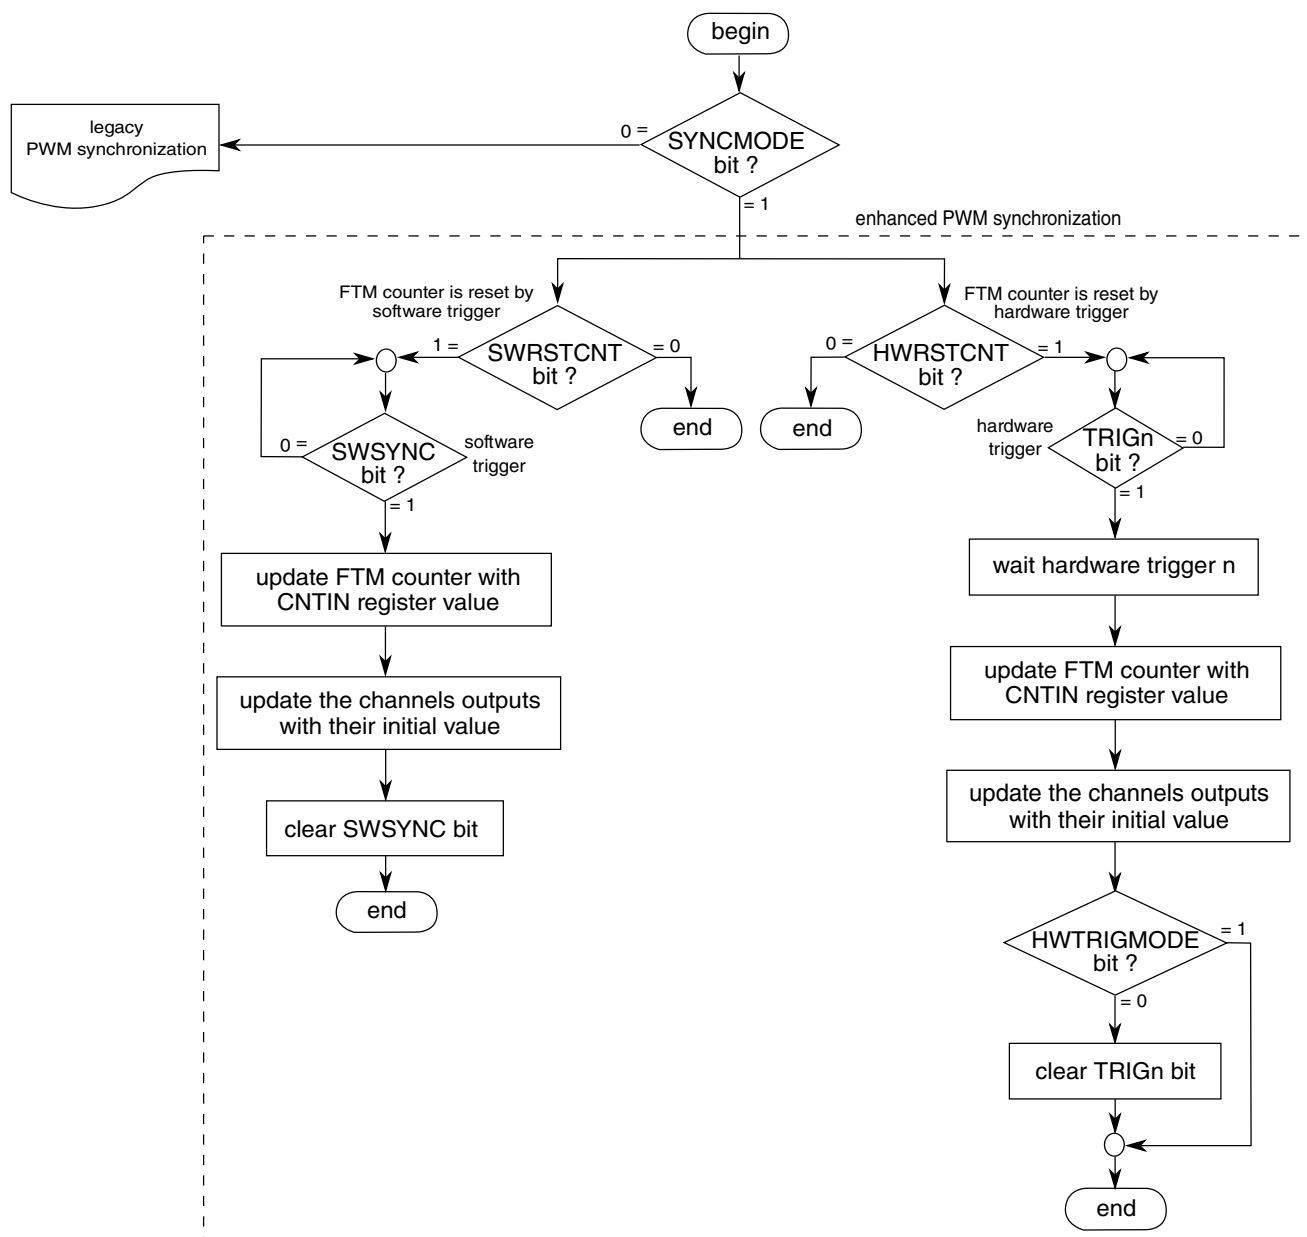 begin
legacy
PWM synchronization
0 =
SYNCMODE
bit ?
= 1
enhanced PWM synchronization
FTM counter is reset by
software trigger
FTM counter is reset by
hardware trigger
1 =
SWRSTCNT
bit ?
= 0
0 =
HWRSTCNT
bit ?
= 1
end
end
0 =
SWSYNC
bit ?
software
trigger
= 1
hardware
trigger
TRIGn
bit ?
= 0
= 1
update FTM counter with
CNTIN register value
wait hardware trigger n
update the channels outputs
with their initial value
update FTM counter with
CNTIN register value
clear SWSYNC bit
update the channels outputs
with their initial value
end
HWTRIGMODE
bit ?
= 1
= 0
clear TRIGn bit
end